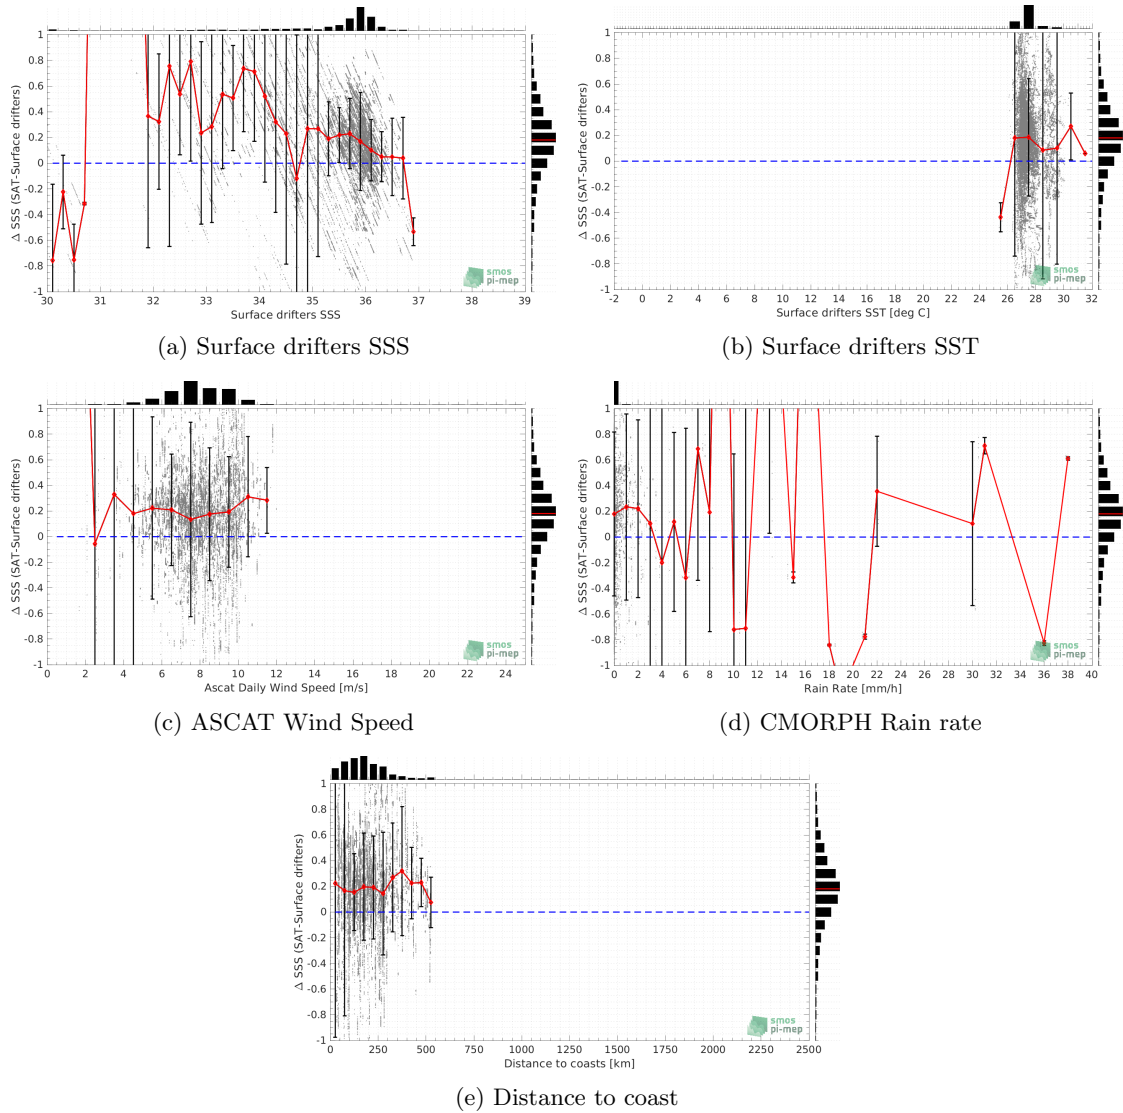 1
0.8
0.6
0.4
0.2
0
-0.2
-0.4
-0.6
-0.8
-1
Δ SSS (SAT-Surface drifters)
smos
pi-mep
30 31 32 33 34 35 36 37 38 39
Surface drifters SSS
(a) Surface drifters SSS
1
0.8
0.6
0.4
0.2
0
-0.2
-0.4
-0.6
-0.8
-1
Δ SSS (SAT-Surface drifters)
smos
pi-mep
-2 0 2 4 6 8 10 12 14 16 18 20 22 24 26 28 30 32
Surface drifters SST [deg C]
(b) Surface drifters SST
1
0.8
0.6
0.4
0.2
0
-0.2
-0.4
-0.6
-0.8
-1
Δ SSS (SAT-Surface drifters)
smos
pi-mep
0 2 4 6 8 10 12 14 16 18 20 22 24
Ascat Daily Wind Speed [m/s]
(c) ASCAT Wind Speed
1
0.8
0.6
0.4
0.2
0
-0.2
-0.4
-0.6
-0.8
-1
Δ SSS (SAT-Surface drifters)
smos
pi-mep
0 2 4 6 8 10 12 14 16 18 20 22 24 26 28 30 32 34 36 38 40
Rain Rate [mm/h]
(d) CMORPH Rain rate
1
0.8
0.6
0.4
0.2
0
-0.2
-0.4
-0.6
-0.8
-1
Δ SSS (SAT-Surface drifters)
smos
pi-mep
0 250 500 750 1000 1250 1500 1750 2000 2250 2500
Distance to coasts [km]
(e) Distance to coast